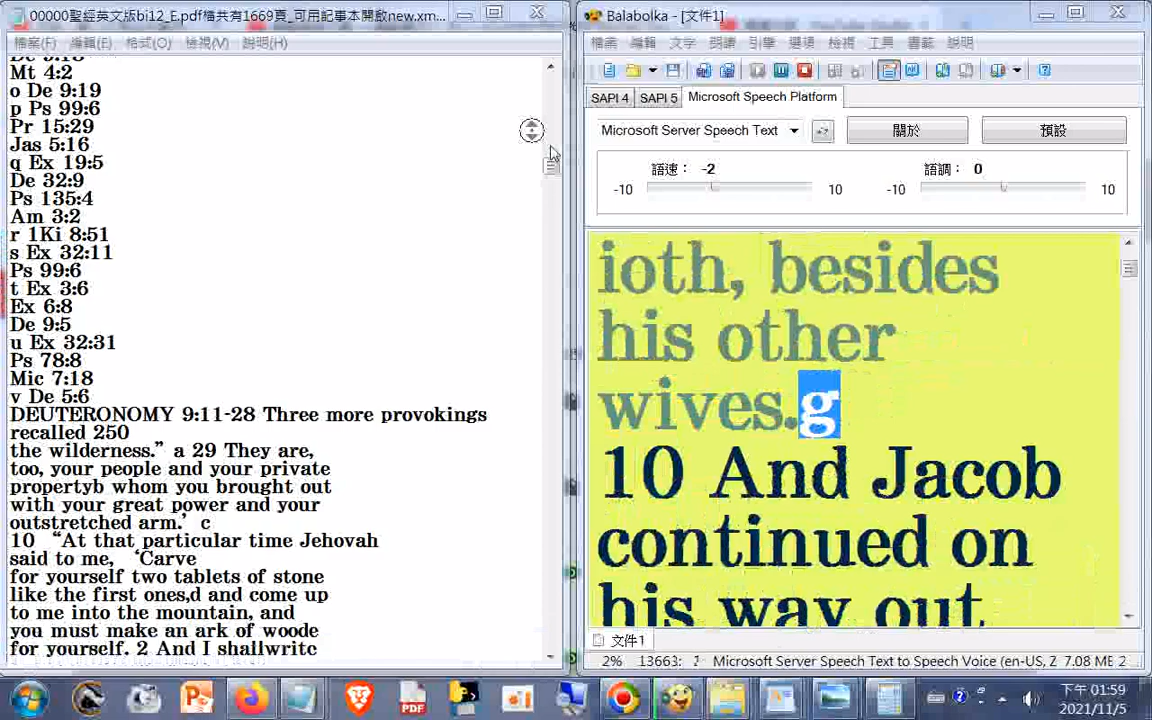 00000聖經英文版bi12_E.pdf檔共有1669頁_可用記事本開啟new.xm...
檔案(F) 編輯(E) 格式(O) 檢視(V) 說明(H)
Mt 4:2
o De 9:19
p Ps 99:6
Pr 15:29
Jas 5:16
q Ex 19:5
De 32:9
Ps 135:4
Am 3:2
r 1Ki 8:51
s Ex 32:11
Ps 99:6
t Ex 3:6
Ex 6:8
De 9:5
u Ex 32:31
Ps 78:8
Mic 7:18
v De 5:6
DEUTERONOMY 9:11-28 Three more provokings
recalled 250
the wilderness.” a 29 They are,
too, your people and your private
propertyb whom you brought out
with your great power and your
outstretched arm.’ c
10 “At that particular time Jehovah
said to me, ‘Carve
for yourself two tablets of stone
like the first ones,d and come up
to me into the mountain, and
you must make an ark of woode
for yourself. 2 And I shallwritc
Balabolka - [文件1]
檔案 編輯 文字 朗讀 引擎 選項 檢視 工具 書籤 說明
SAPI 4 SAPI 5 Microsoft Speech Platform
Microsoft Server Speech Text 關於 預設
語速： -2 語調： 0
-10 10 -10 10
ioth, besides
his other
wives.g
10 And Jacob
continued on
his way out
文件1
2% 13663: Microsoft Server Speech Text to Speech Voice (en-US, Z 7.08 ME 2
PDF
下午 01:59
2021/11/5